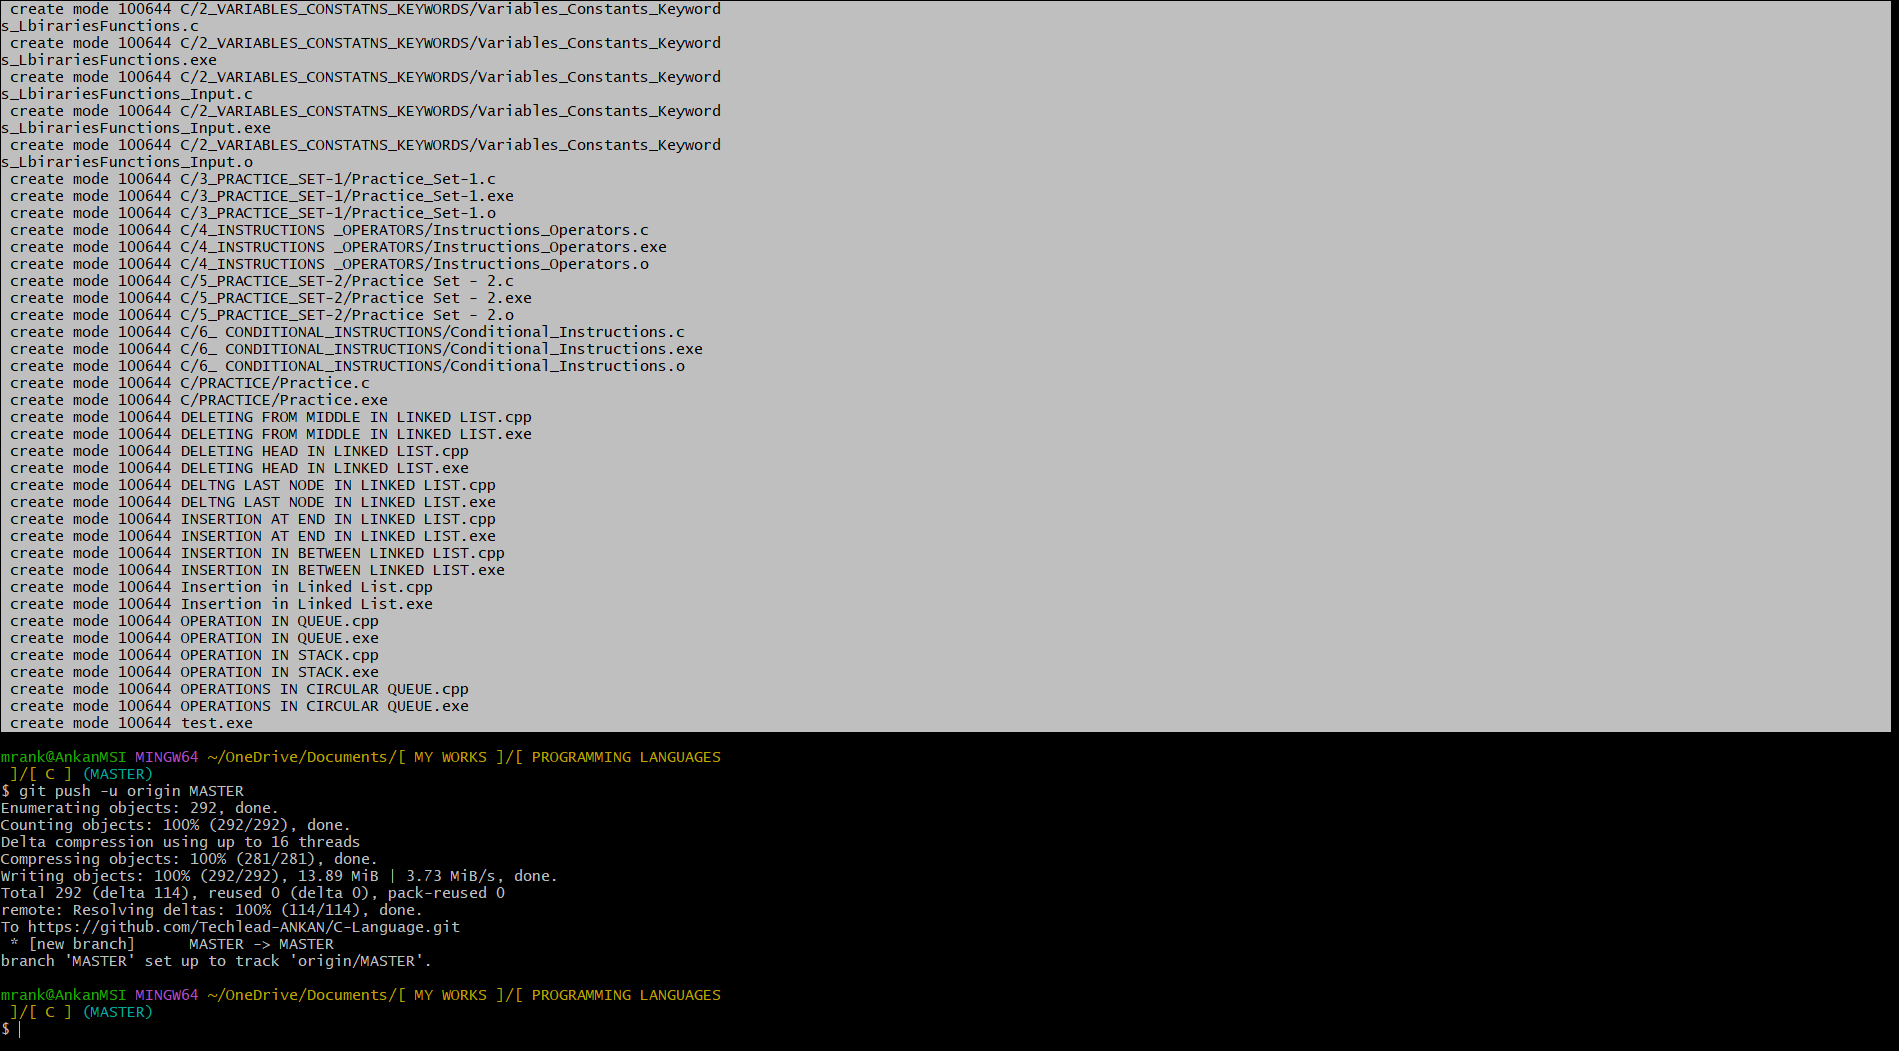 create mode 100644 C/2_VARIABLES_CONSTATNS_KEYWORDS/Variables_Constants_Keyword
s_LbirariesFunctions.c
create mode 100644 C/2_VARIABLES_CONSTATNS_KEYWORDS/Variables_Constants_Keyword
s_LbirariesFunctions.exe
create mode 100644 C/2_VARIABLES_CONSTATNS_KEYWORDS/Variables_Constants_Keyword
s_LbirariesFunctions_Input.c
create mode 100644 C/2_VARIABLES_CONSTATNS_KEYWORDS/Variables_Constants_Keyword
s_LbirariesFunctions_Input.exe
create mode 100644 C/2_VARIABLES_CONSTATNS_KEYWORDS/Variables_Constants_Keyword
s_LbirariesFunctions_Input.o
create mode 100644 C/3_PRACTICE_SET-1/Practice_Set-1.c
create mode 100644 C/3_PRACTICE_SET-1/Practice_Set-1.exe
create mode 100644 C/3_PRACTICE_SET-1/Practice_Set-1.o
create mode 100644 C/4_INSTRUCTIONS _OPERATORS/Instructions_Operators.c
create mode 100644 C/4_INSTRUCTIONS _OPERATORS/Instructions_Operators.exe
create mode 100644 C/4_INSTRUCTIONS _OPERATORS/Instructions_Operators.o
create mode 100644 C/5_PRACTICE_SET-2/Practice Set - 2.c
create mode 100644 C/5_PRACTICE_SET-2/Practice Set - 2.exe
create mode 100644 C/5_PRACTICE_SET-2/Practice Set - 2.o
create mode 100644 C/6_ CONDITIONAL_INSTRUCTIONS/Conditional_Instructions.c
create mode 100644 C/6_ CONDITIONAL_INSTRUCTIONS/Conditional_Instructions.exe
create mode 100644 C/6_ CONDITIONAL_INSTRUCTIONS/Conditional_Instructions.o
create mode 100644 C/PRACTICE/Practice.c
create mode 100644 C/PRACTICE/Practice.exe
create mode 100644 DELETING FROM MIDDLE IN LINKED LIST.cpp
create mode 100644 DELETING FROM MIDDLE IN LINKED LIST.exe
create mode 100644 DELETING HEAD IN LINKED LIST.cpp
create mode 100644 DELETING HEAD IN LINKED LIST.exe
create mode 100644 DELTNG LAST NODE IN LINKED LIST.cpp
create mode 100644 DELTNG LAST NODE IN LINKED LIST.exe
create mode 100644 INSERTION AT END IN LINKED LIST.cpp
create mode 100644 INSERTION AT END IN LINKED LIST.exe
create mode 100644 INSERTION IN BETWEEN LINKED LIST.cpp
create mode 100644 INSERTION IN BETWEEN LINKED LIST.exe
create mode 100644 Insertion in Linked List.cpp
create mode 100644 Insertion in Linked List.exe
create mode 100644 OPERATION IN QUEUE.cpp
create mode 100644 OPERATION IN QUEUE.exe
create mode 100644 OPERATION IN STACK.cpp
create mode 100644 OPERATION IN STACK.exe
create mode 100644 OPERATIONS IN CIRCULAR QUEUE.cpp
create mode 100644 OPERATIONS IN CIRCULAR QUEUE.exe
create mode 100644 test.exe
mrank@AnkanMSI MINGW64 ~/OneDrive/Documents/[ MY WORKS ]/[ PROGRAMMING LANGUAGES
]/[ C ] (MASTER)
$ git push -u origin MASTER
Enumerating objects: 292, done.
Counting objects: 100% (292/292), done.
Delta compression using up to 16 threads
Compressing objects: 100% (281/281), done.
Writing objects: 100% (292/292), 13.89 MiB | 3.73 MiB/s, done.
Total 292 (delta 114), reused 0 (delta 0), pack-reused 0
remote: Resolving deltas: 100% (114/114), done.
To https://github.com/Techlead-ANKAN/C-Language.git
* [new branch]      MASTER -> MASTER
branch 'MASTER' set up to track 'origin/MASTER'.
mrank@AnkanMSI MINGW64 ~/OneDrive/Documents/[ MY WORKS ]/[ PROGRAMMING LANGUAGES
]/[ C ] (MASTER)
$